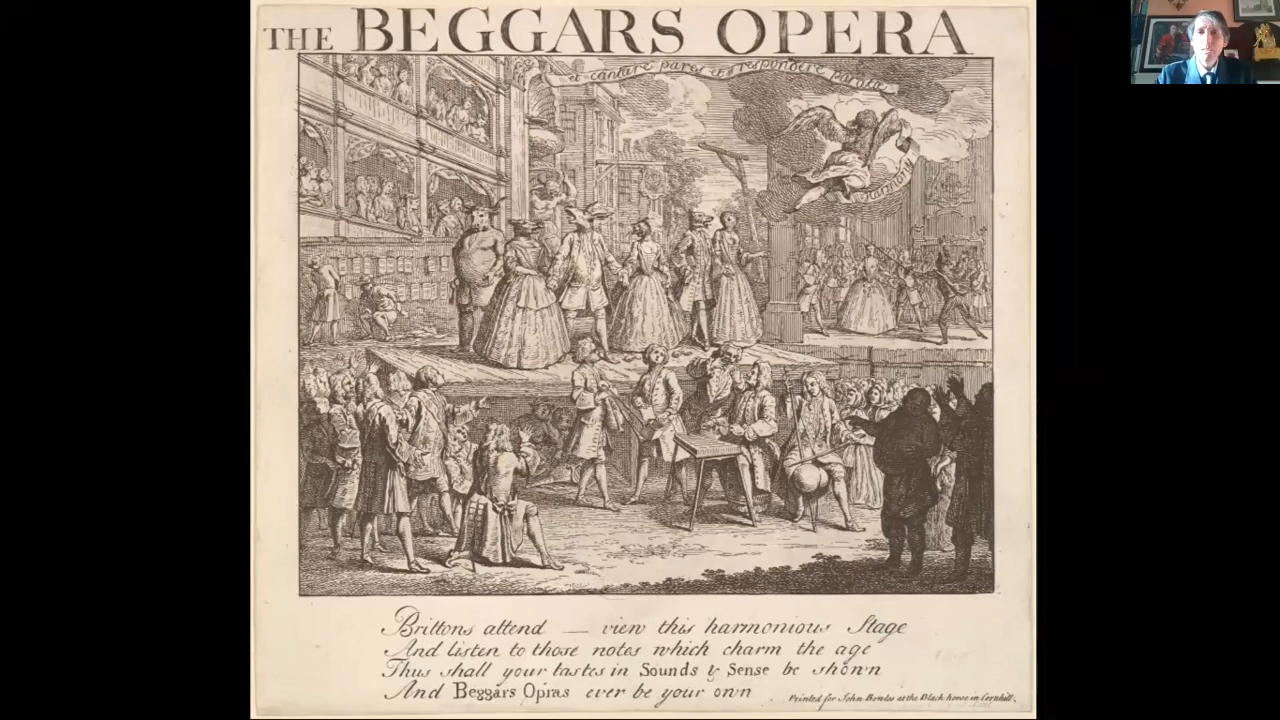 THE BEGGARS OPERA
et cantare pares et respondere parati
Harmony
Brittons attend — view this harmonious Stage
And listen to those notes which charm the age
Thus shall your tastes in Sounds & Sense be shown
And Beggars Opras ever be your own
Printed for John Bowles at the Black horse in Cornhill.